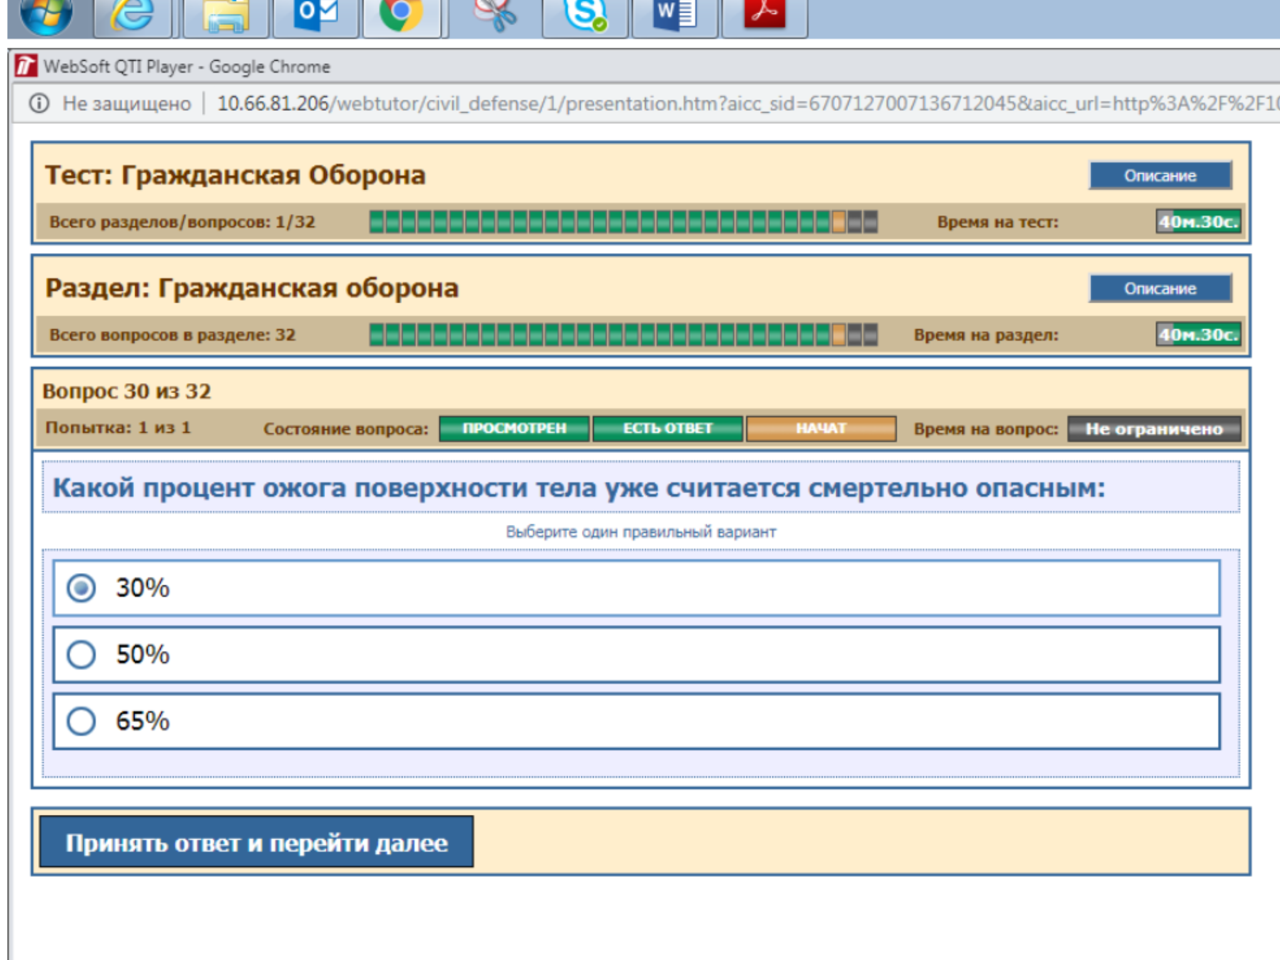 WebSoft QTI Player - Google Chrome
Не защищено | 10.66.81.206/webtutor/civil_defense/1/presentation.htm?aicc_sid=6707127007136712045&aicc_url=http%3A%2F%2F10
Тест: Гражданская Оборона
Описание
Всего разделов/вопросов: 1/32
Время на тест:
40м.30с.
Раздел: Гражданская оборона
Описание
Всего вопросов в разделе: 32
Время на раздел:
40м.30с.
Вопрос 30 из 32
Попытка: 1 из 1
Состояние вопроса:
ПРОСМОТРЕН
ЕСТЬ ОТВЕТ
НАЧАТ
Время на вопрос:
Не ограничено
Какой процент ожога поверхности тела уже считается смертельно опасным:
Выберите один правильный вариант
30%
50%
65%
Принять ответ и перейти далее